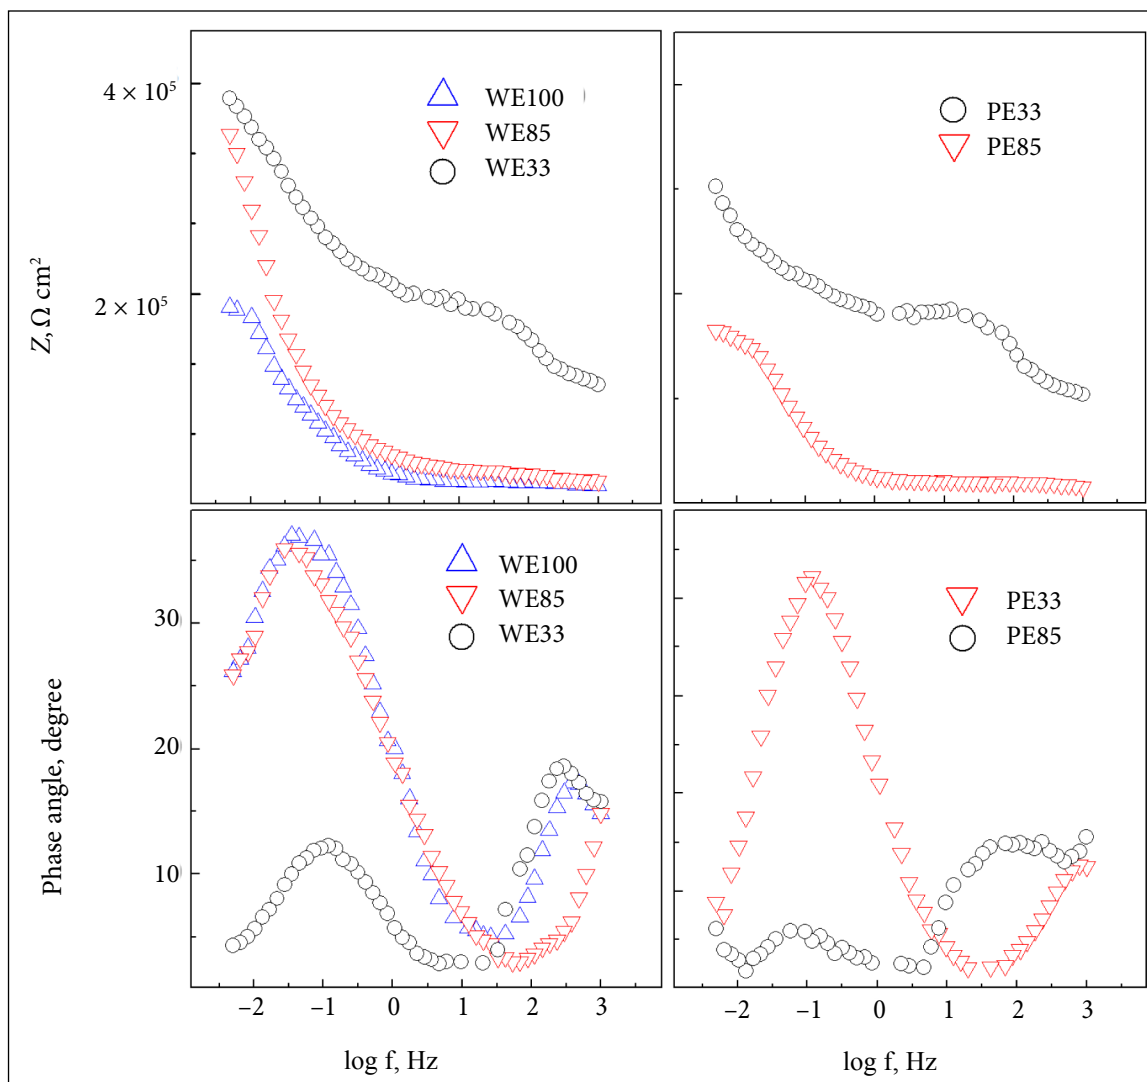 4 × 10⁵
2 × 10⁵
Z, Ω cm²
WE100
WE85
WE33
PE33
PE85
30
20
10
Phase angle, degree
WE100
WE85
WE33
PE33
PE85
−2 −1 0 1 2 3
−2 −1 0 1 2 3
log f, Hz
log f, Hz